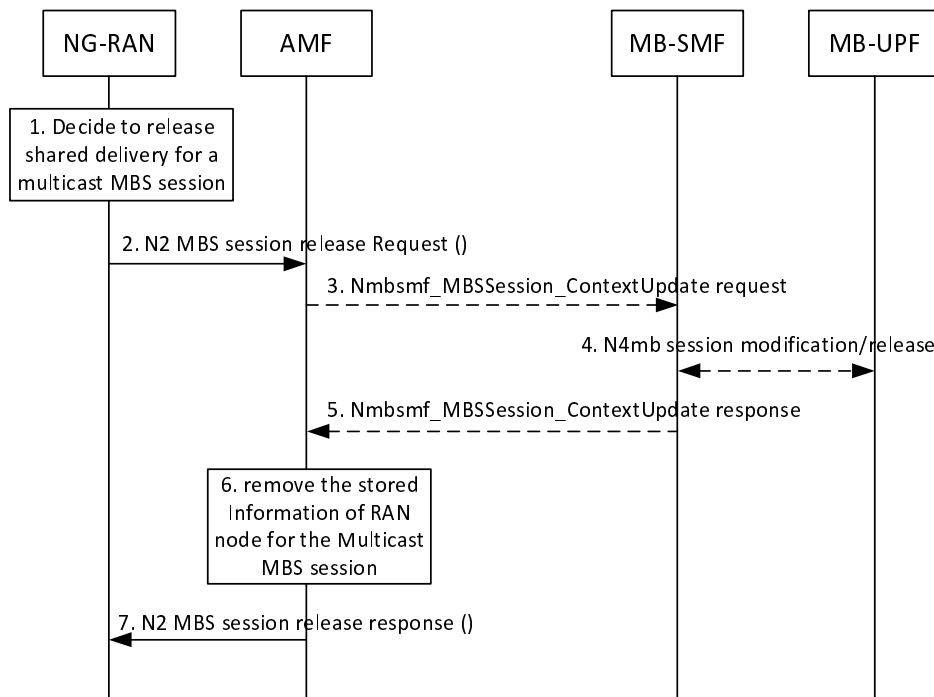 NG-RAN
AMF
MB-SMF
MB-UPF
1. Decide to release
shared delivery for a
multicast MBS session
2. N2 MBS session release Request ()
3. Nmbsmf_MBSSession_ContextUpdate request
4. N4mb session modification/release
5. Nmbsmf_MBSSession_ContextUpdate response
6. remove the stored
Information of RAN
node for the Multicast
MBS session
7. N2 MBS session release response ()